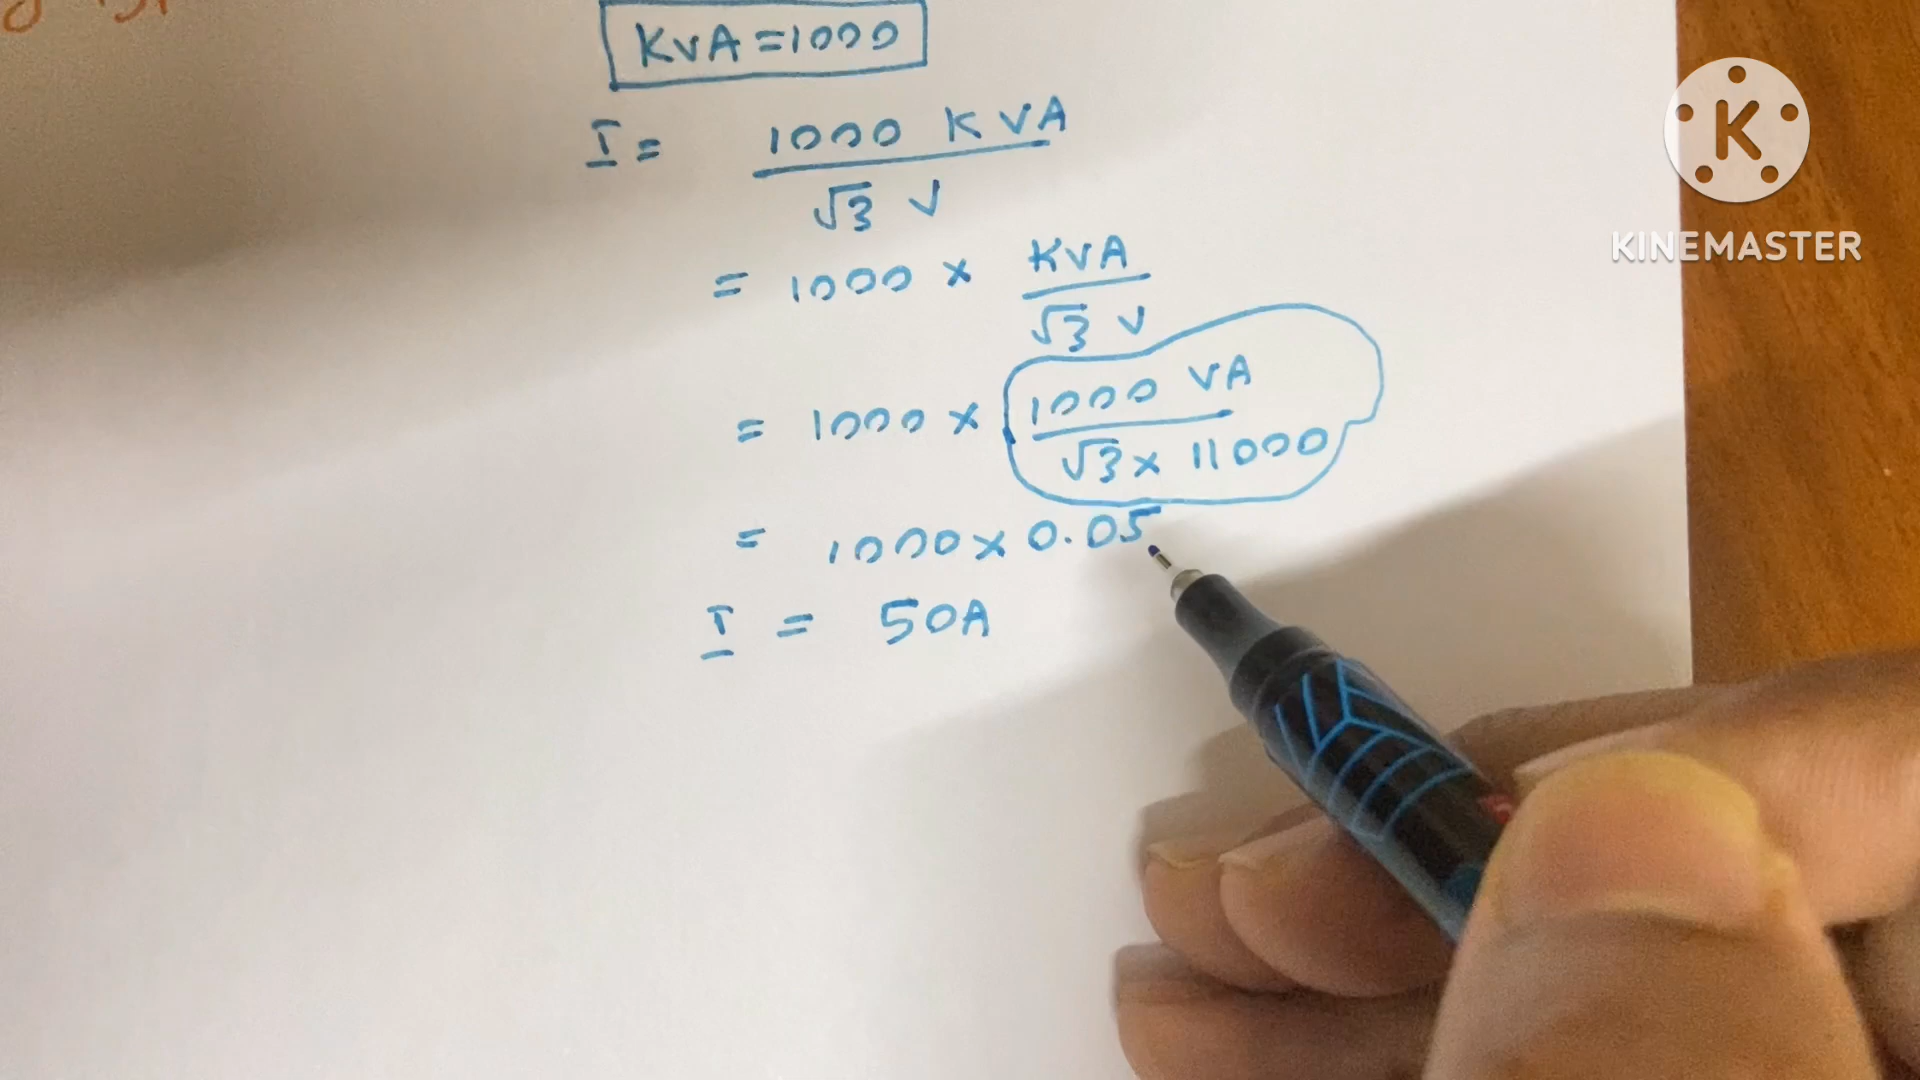 KVA = 1000
I = 1000 KVA / √3 V
= 1000 × KVA / √3 V
= 1000 × 1000 VA / √3 × 11000
= 1000 × 0.05
I = 50A
K
KINEMASTER